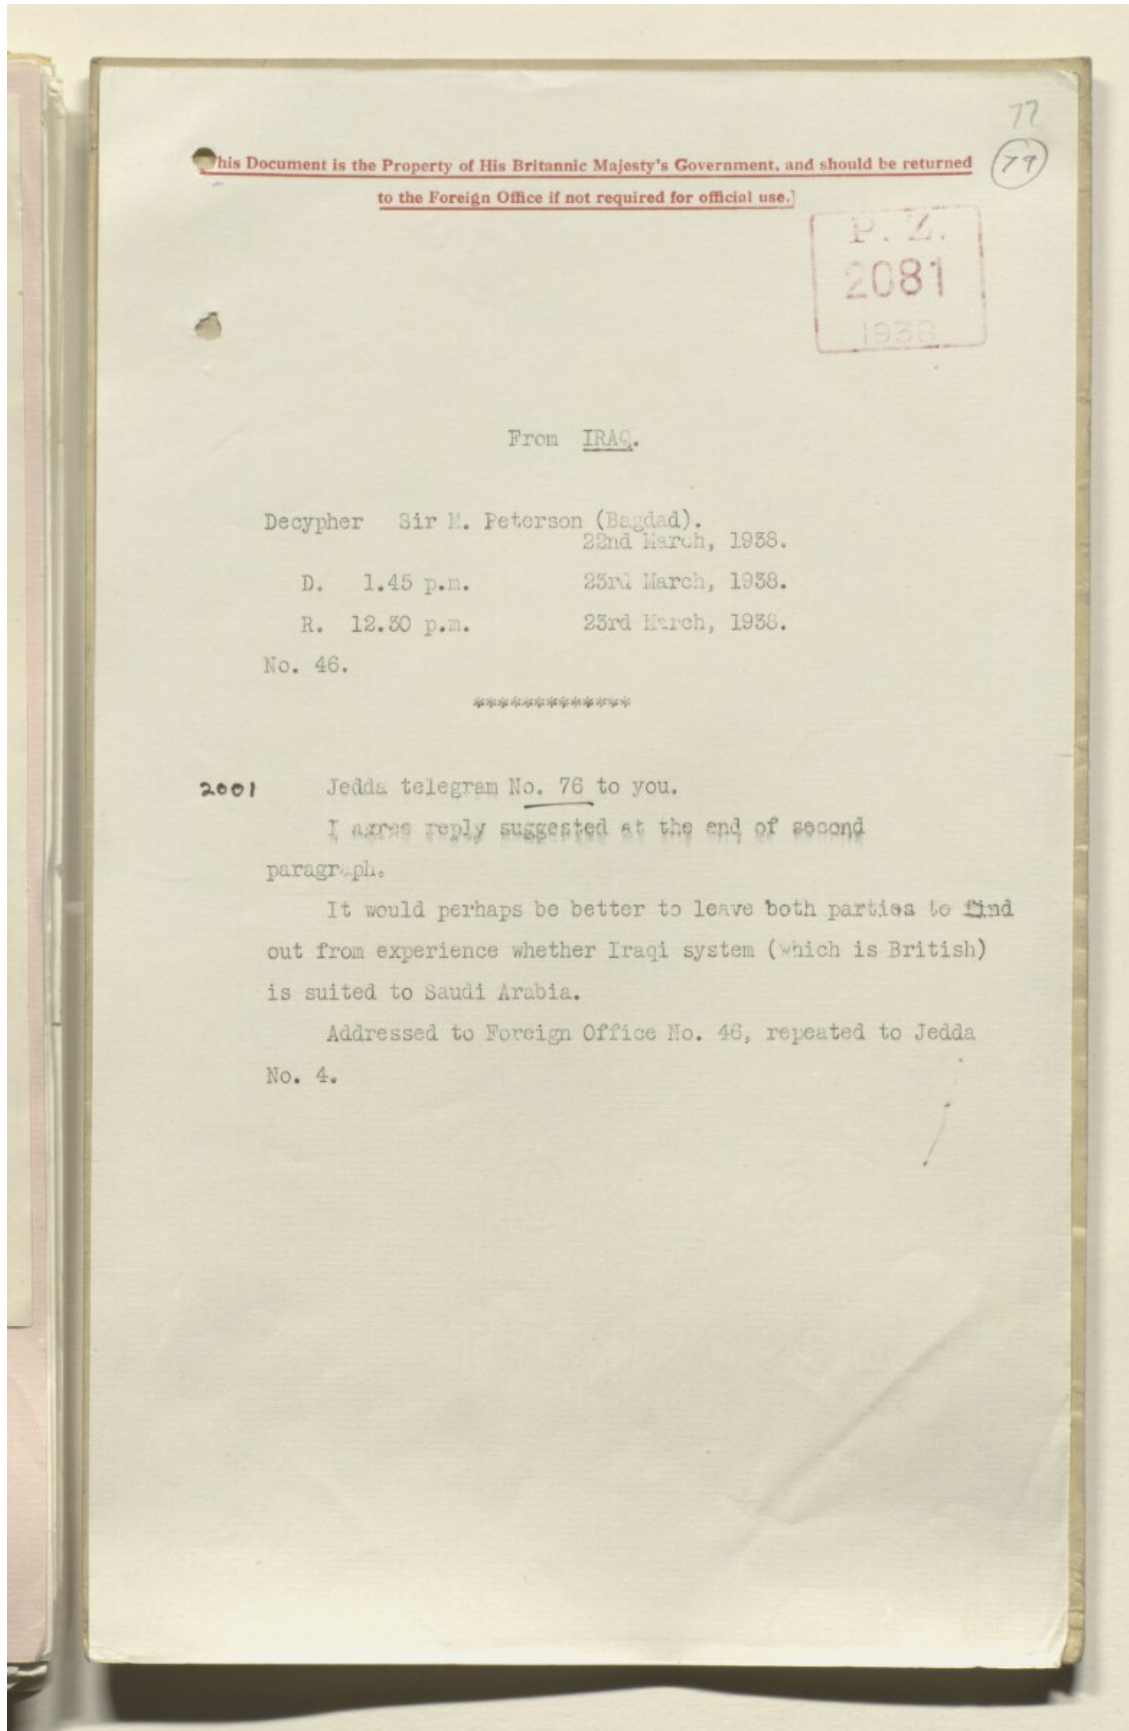 77
79
his Document is the Property of His Britannic Majesty's Government, and should be returned
to the Foreign Office if not required for official use.]
P. Z.
2081
1938
From IRAQ.
Decypher Sir M. Peterson (Bagdad).
22nd March, 1938.
D. 1.45 p.m. 23rd March, 1938.
R. 12.30 p.m. 23rd March, 1938.
No. 46.
*************
2001 Jedda telegram No. 76 to you.
I agree reply suggested at the end of second
paragraph.
It would perhaps be better to leave both parties to find
out from experience whether Iraqi system (which is British)
is suited to Saudi Arabia.
Addressed to Foreign Office No. 46, repeated to Jedda
No. 4.